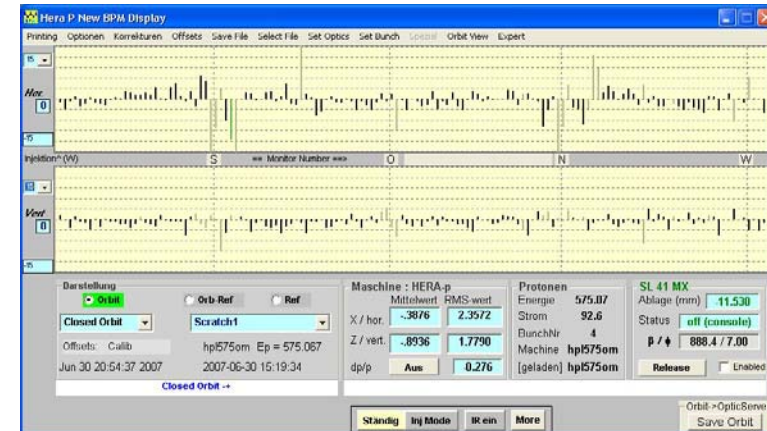 Hera P New BPM Display
Printing Optionen Korrekturen Offsets Save File Select File Set Optics Set Bunch Spezial Orbit View Expert
15
Hor
0
-15
Injektion^ (W) S == Monitor Number ==> O N W
Vert
0
-15
Darstellung
Orbit Orb-Ref Ref
Closed Orbit Scratch1
Offsets: Calib hpl575om Ep = 575.067
Jun 30 20:54:37 2007 2007-06-30 15:19:34
Closed Orbit -->
Maschine : HERA-p
Mittelwert RMS-wert
X / hor. -.3876 2.3572
Z / vert. -.8936 1.7790
dp/p Aus 0.276
Protonen
Energie 575.07
Strom 92.6
BunchNr 4
Machine hpl575om
[geladen] hpl575om
SL 41 MX
Ablage (mm) -11.530
Status off (console)
β / ϕ 888.4 / 7.00
Release Enabled
Ständig Inj Mode IR ein More
Orbit->OpticServe
Save Orbit